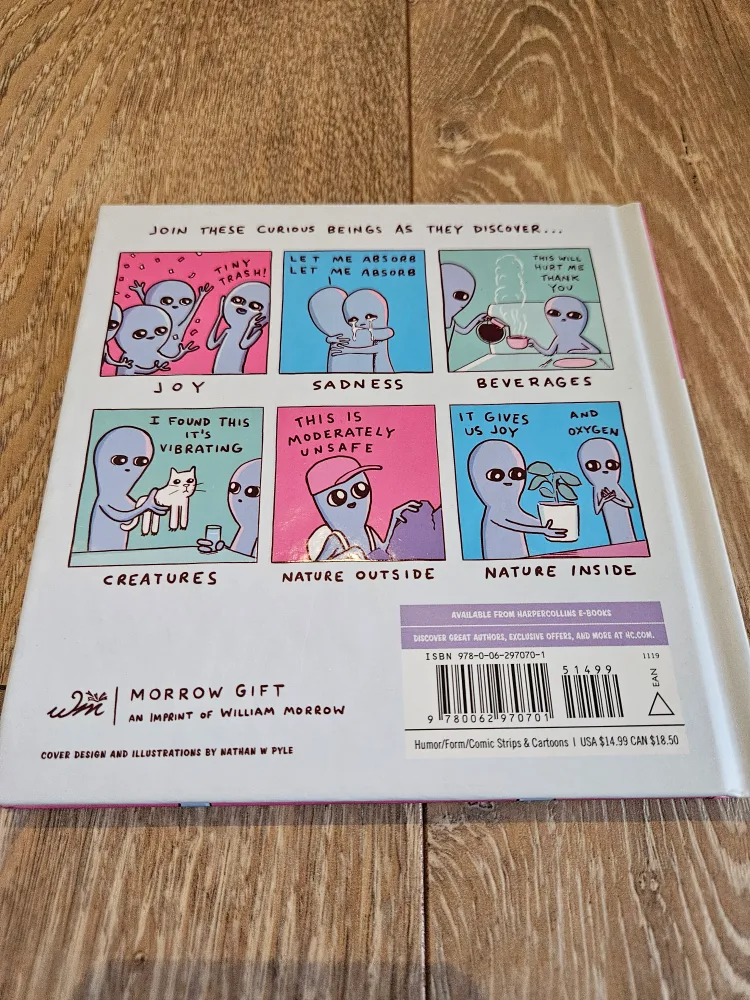 JOIN THESE CURIOUS BEINGS AS THEY DISCOVER...
TINY
TRASH!
JOY
LET ME ABSORB
LET ME ABSORB
SADNESS
THIS WILL
HURT ME
THANK
YOU
BEVERAGES
I FOUND THIS
IT'S
VIBRATING
CREATURES
THIS IS
MODERATELY
UNSAFE
NATURE OUTSIDE
IT GIVES
US JOY
AND
OXYGEN
NATURE INSIDE
AVAILABLE FROM HARPERCOLLINS E-BOOKS
DISCOVER GREAT AUTHORS, EXCLUSIVE OFFERS, AND MORE AT HC.COM.
ISBN 978-0-06-297070-1
1119
51499
EAN
9 780062 970701
Humor/Form/Comic Strips & Cartoons | USA $14.99 CAN $18.50
wm
MORROW GIFT
AN IMPRINT OF WILLIAM MORROW
COVER DESIGN AND ILLUSTRATIONS BY NATHAN W PYLE